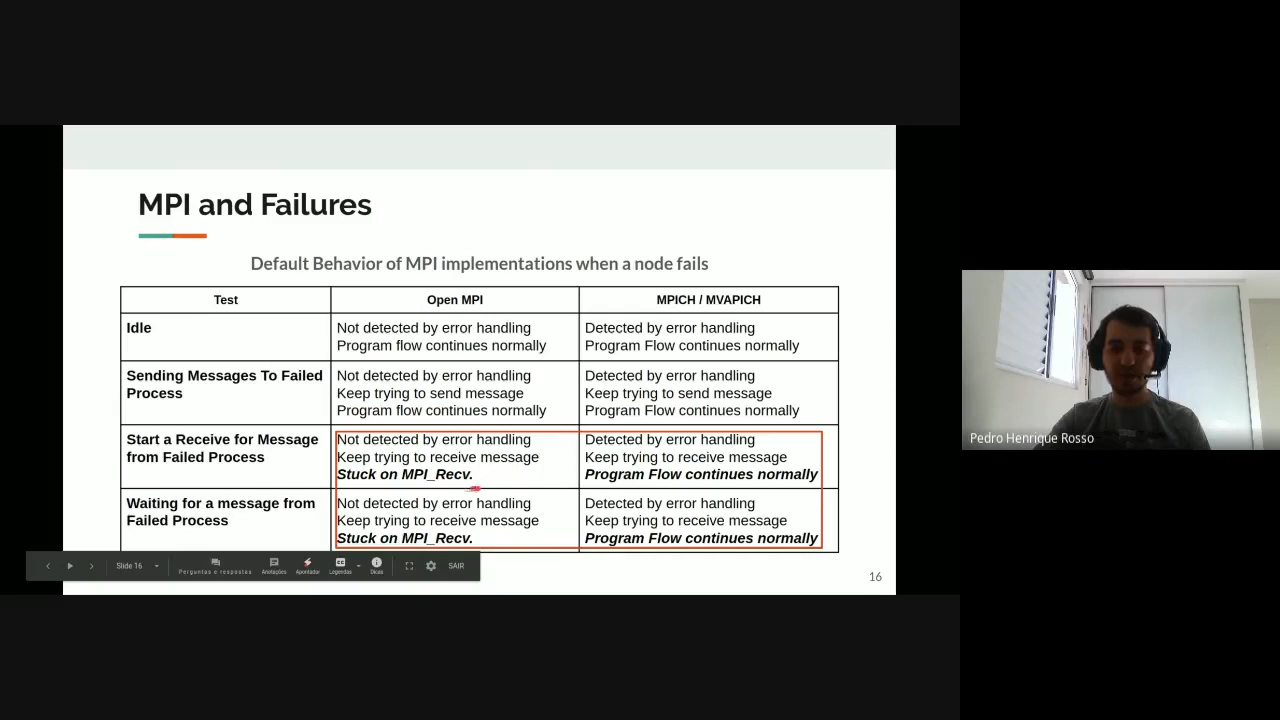 MPI and Failures
Default Behavior of MPI implementations when a node fails
Test
Open MPI
MPICH / MVAPICH
Idle
Not detected by error handling
Program flow continues normally
Detected by error handling
Program Flow continues normally
Sending Messages To Failed
Process
Not detected by error handling
Keep trying to send message
Program flow continues normally
Detected by error handling
Keep trying to send message
Program Flow continues normally
Start a Receive for Message
from Failed Process
Not detected by error handling
Keep trying to receive message
Stuck on MPI_Recv.
Detected by error handling
Keep trying to receive message
Program Flow continues normally
Waiting for a message from
Failed Process
Not detected by error handling
Keep trying to receive message
Stuck on MPI_Recv.
Detected by error handling
Keep trying to receive message
Program Flow continues normally
Slide 16
Perguntas e respostas
Anotações
Apontador
Legendas
Dicas
SAIR
16
Pedro Henrique Rosso